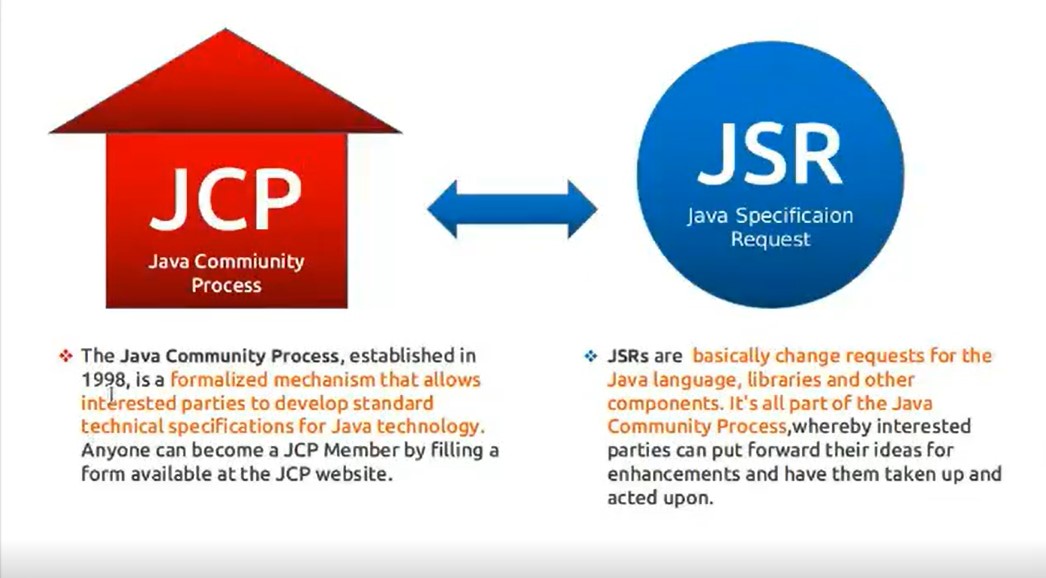 JCP
Java Commiunity
Process
JSR
Java Specificaion
Request
The Java Community Process, established in
1998, is a formalized mechanism that allows
interested parties to develop standard
technical specifications for Java technology.
Anyone can become a JCP Member by filling a
form available at the JCP website.
JSRs are basically change requests for the
Java language, libraries and other
components. It's all part of the Java
Community Process,whereby interested
parties can put forward their ideas for
enhancements and have them taken up and
acted upon.